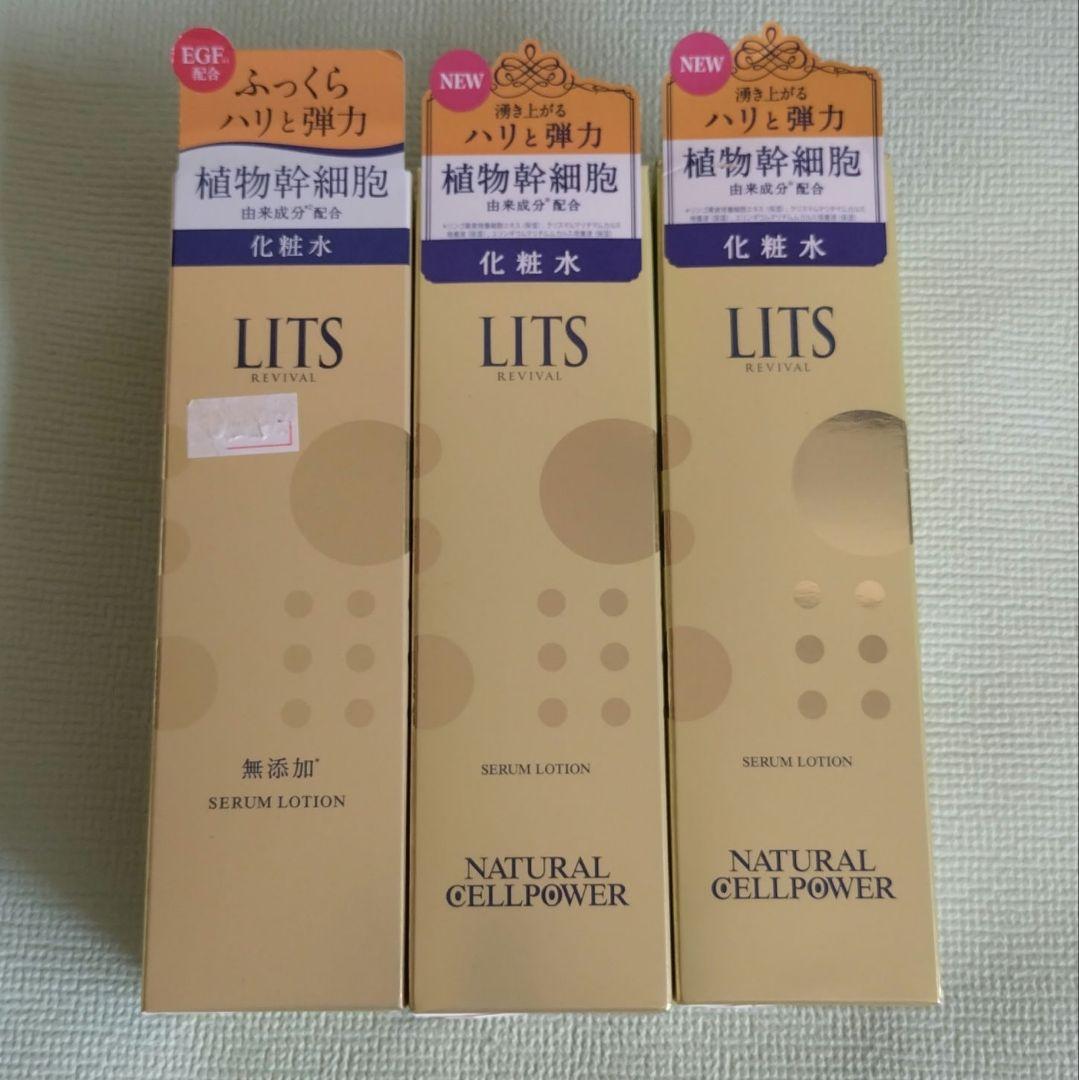 EGF※1
配合
ふっくら
ハリと弾力
植物幹細胞
由来成分※2配合
化粧水
LITS
REVIVAL
無添加*
SERUM LOTION
NEW
湧き上がる
ハリと弾力
植物幹細胞
由来成分*配合
化粧水
LITS
REVIVAL
SERUM LOTION
NATURAL
CELLPOWER
NEW
湧き上がる
ハリと弾力
植物幹細胞
由来成分*配合
化粧水
LITS
REVIVAL
SERUM LOTION
NATURAL
CELLPOWER